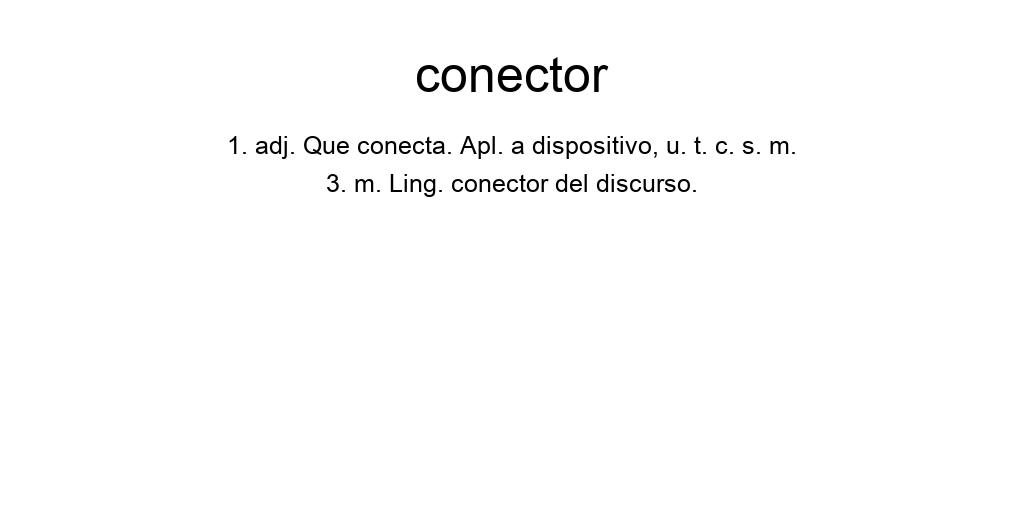 conector
1. adj. Que conecta. Apl. a dispositivo, u. t. c. s. m.
3. m. Ling. conector del discurso.